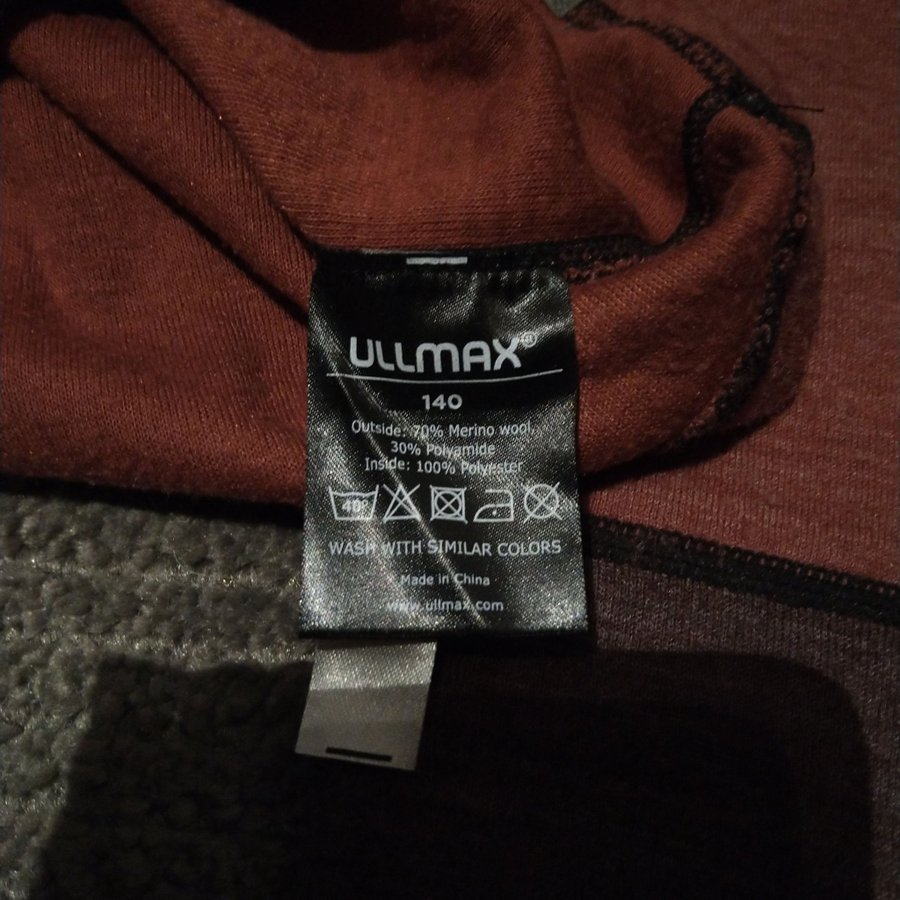 ULLMAX®
140
Outside: 70% Merino wool
30% Polyamide
Inside: 100% Polyester
40°
WASH WITH SIMILAR COLORS
Made in China
www.ullmax.com